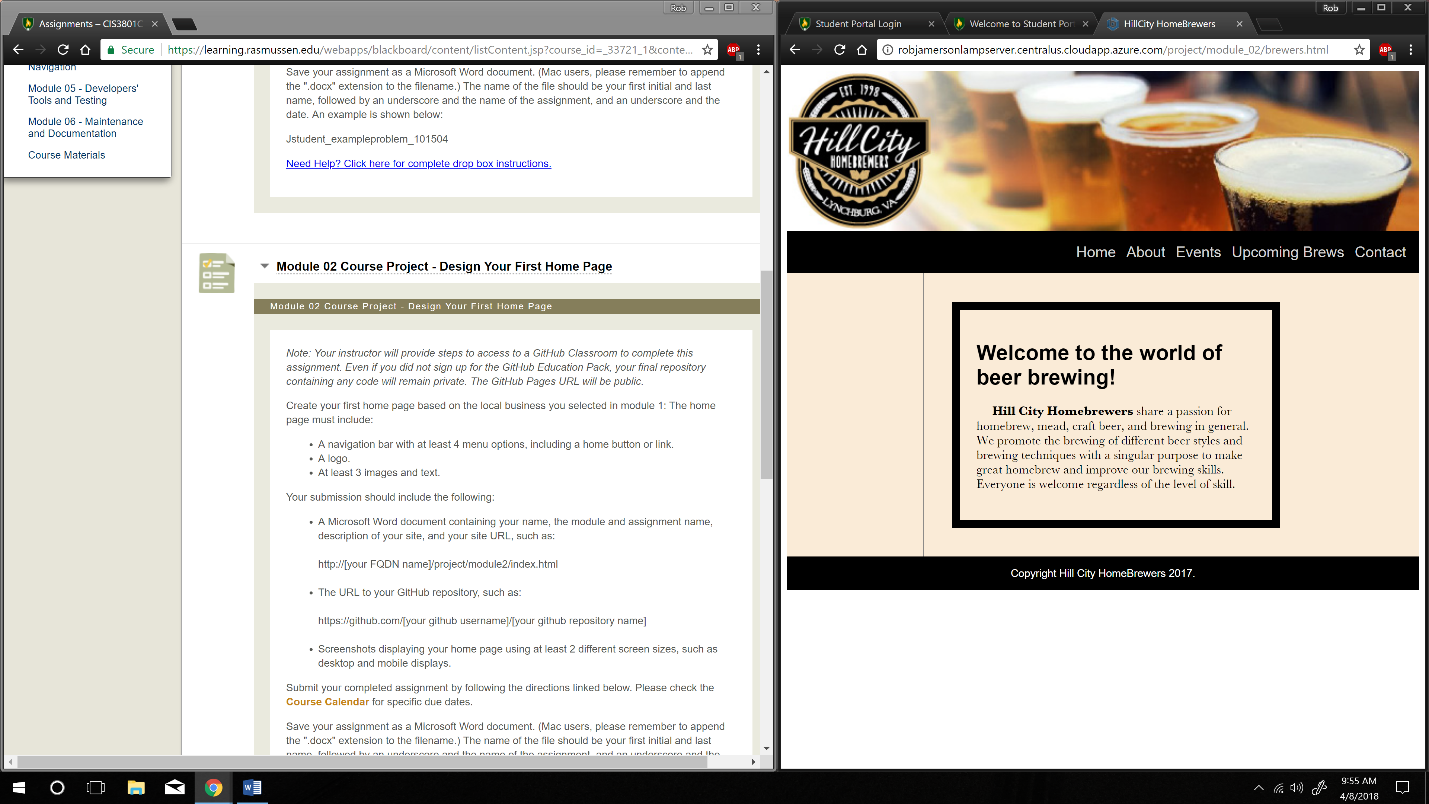 Rob
Assignments – CIS3801C
Secure
https://learning.rasmussen.edu/webapps/blackboard/content/listContent.jsp?course_id=_33721_1&conte...
ABP
1
Navigation
Module 05 - Developers'
Tools and Testing
Module 06 - Maintenance
and Documentation
Course Materials
Save your assignment as a Microsoft Word document. (Mac users, please remember to append
the ".docx" extension to the filename.) The name of the file should be your first initial and last
name, followed by an underscore and the name of the assignment, and an underscore and the
date. An example is shown below:
Jstudent_exampleproblem_101504
Need Help? Click here for complete drop box instructions.
Module 02 Course Project - Design Your First Home Page
Module 02 Course Project - Design Your First Home Page
Note: Your instructor will provide steps to access to a GitHub Classroom to complete this
assignment. Even if you did not sign up for the GitHub Education Pack, your final repository
containing any code will remain private. The GitHub Pages URL will be public.
Create your first home page based on the local business you selected in module 1: The home
page must include:
• A navigation bar with at least 4 menu options, including a home button or link.
• A logo.
• At least 3 images and text.
Your submission should include the following:
• A Microsoft Word document containing your name, the module and assignment name,
description of your site, and your site URL, such as:
http://[your FQDN name]/project/module2/index.html
• The URL to your GitHub repository, such as:
https://github.com/[your github username]/[your github repository name]
• Screenshots displaying your home page using at least 2 different screen sizes, such as
desktop and mobile displays.
Submit your completed assignment by following the directions linked below. Please check the
Course Calendar for specific due dates.
Save your assignment as a Microsoft Word document. (Mac users, please remember to append
the ".docx" extension to the filename.) The name of the file should be your first initial and last
name, followed by an underscore and the name of the assignment, and an underscore and the
Rob
Student Portal Login
Welcome to Student Por
HillCity HomeBrewers
robjamersonlampserver.centralus.cloudapp.azure.com/project/module_02/brewers.html
ABP
1
EST. 1998
Hill City
HOMEBREWERS
LYNCHBURG, VA
Home About Events Upcoming Brews Contact
Welcome to the world of
beer brewing!
Hill City Homebrewers share a passion for
homebrew, mead, craft beer, and brewing in general.
We promote the brewing of different beer styles and
brewing techniques with a singular purpose to make
great homebrew and improve our brewing skills.
Everyone is welcome regardless of the level of skill.
Copyright Hill City HomeBrewers 2017.
9:55 AM
4/8/2018